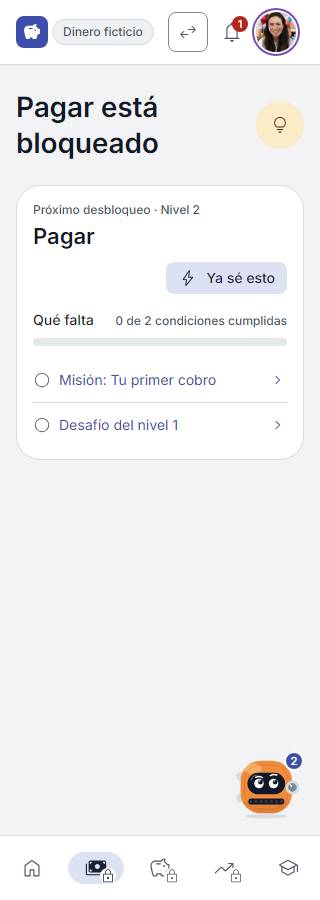 Dinero ficticio
1
Pagar está
bloqueado
Próximo desbloqueo · Nivel 2
Pagar
Ya sé esto
Qué falta
0 de 2 condiciones cumplidas
Misión: Tu primer cobro
Desafío del nivel 1
2